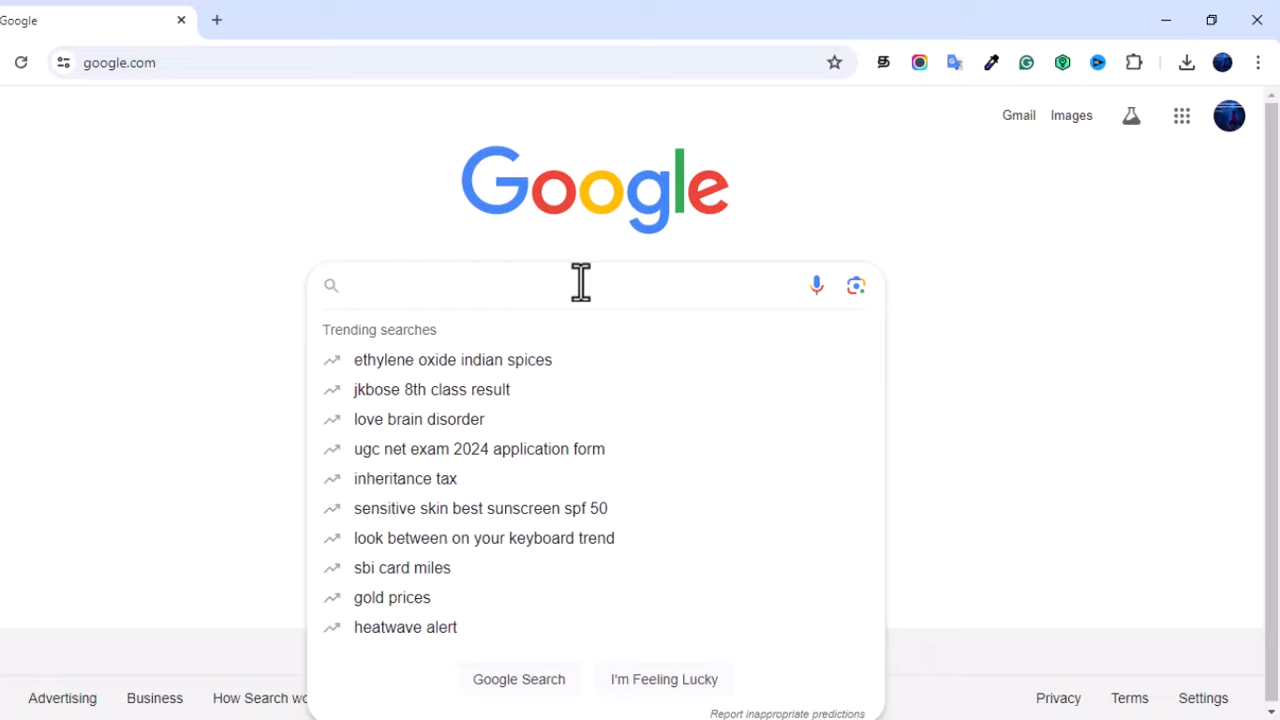 Google
google.com
Gmail Images
Google
Trending searches
ethylene oxide indian spices
jkbose 8th class result
love brain disorder
ugc net exam 2024 application form
inheritance tax
sensitive skin best sunscreen spf 50
look between on your keyboard trend
sbi card miles
gold prices
heatwave alert
Google Search I'm Feeling Lucky
Advertising Business How Search Privacy Terms Settings
Report inappropriate predictions